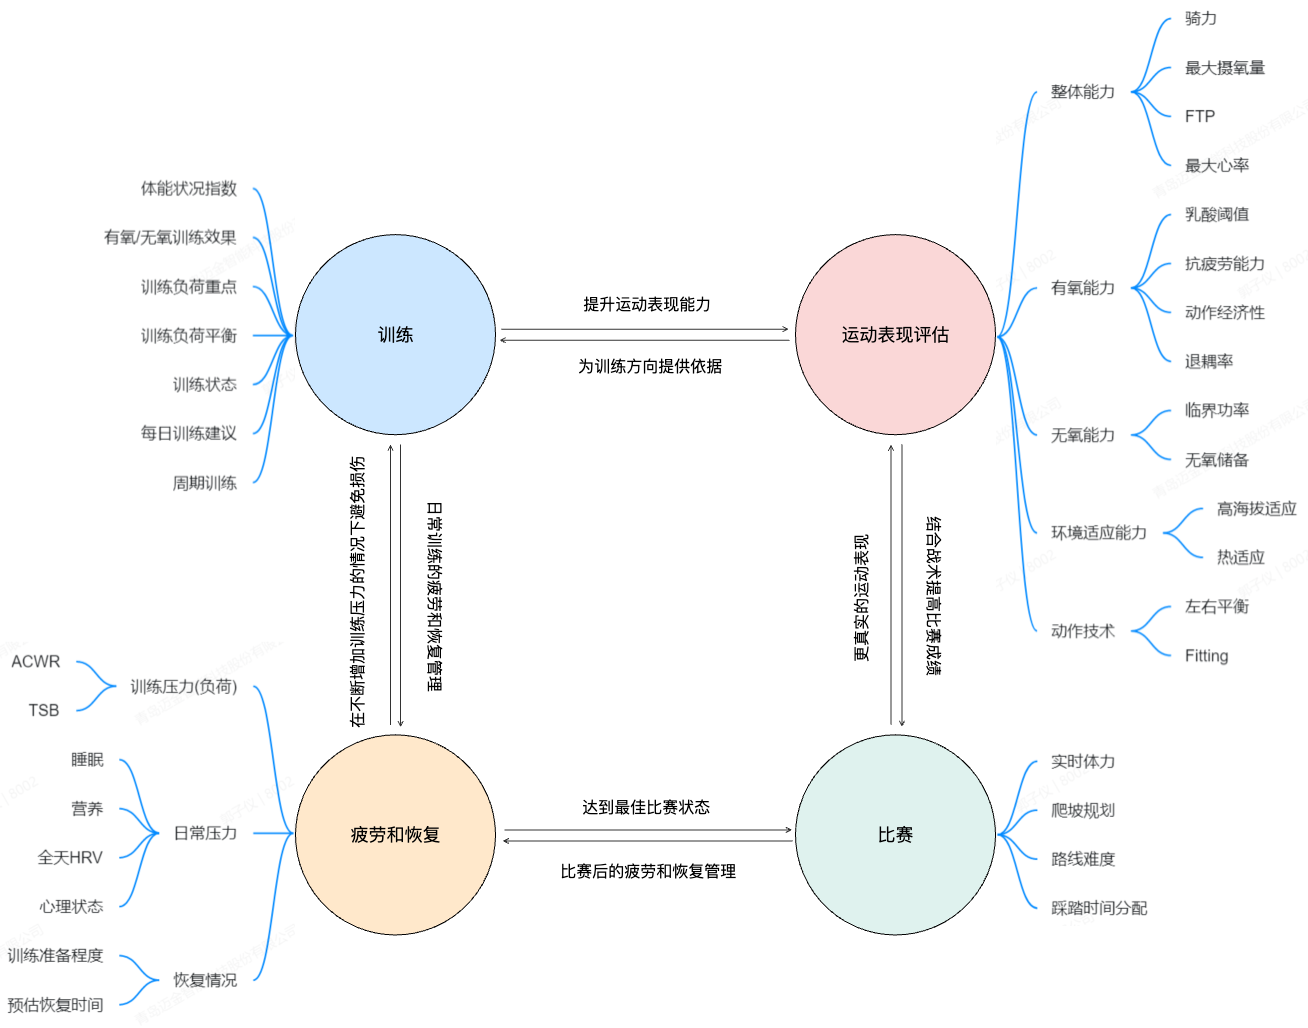 骑力
最大摄氧量
整体能力
FTP
最大心率
体能状况指数
有氧/无氧训练效果
训练负荷重点
训练负荷平衡
训练状态
每日训练建议
周期训练
训练
提升运动表现能力
为训练方向提供依据
运动表现评估
乳酸阈值
抗疲劳能力
有氧能力
动作经济性
退耦率
临界功率
无氧能力
无氧储备
高海拔适应
环境适应能力
热适应
左右平衡
动作技术
Fitting
在不断增加训练压力的情况下避免损伤
日常训练的疲劳和恢复管理
更真实的运动表现
结合战术提高比赛成绩
ACWR
训练压力(负荷)
TSB
睡眠
营养
日常压力
全天HRV
心理状态
训练准备程度
恢复情况
预估恢复时间
疲劳和恢复
达到最佳比赛状态
比赛后的疲劳和恢复管理
比赛
实时体力
爬坡规划
路线难度
踩踏时间分配